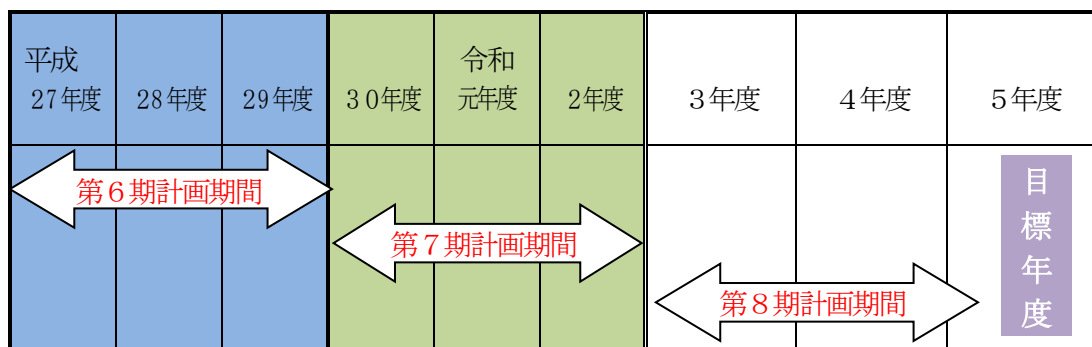 平成
27年度
28年度
29年度
30年度
令和
元年度
2年度
３年度
４年度
５年度
第６期計画期間
第７期計画期間
第８期計画期間
目標年度